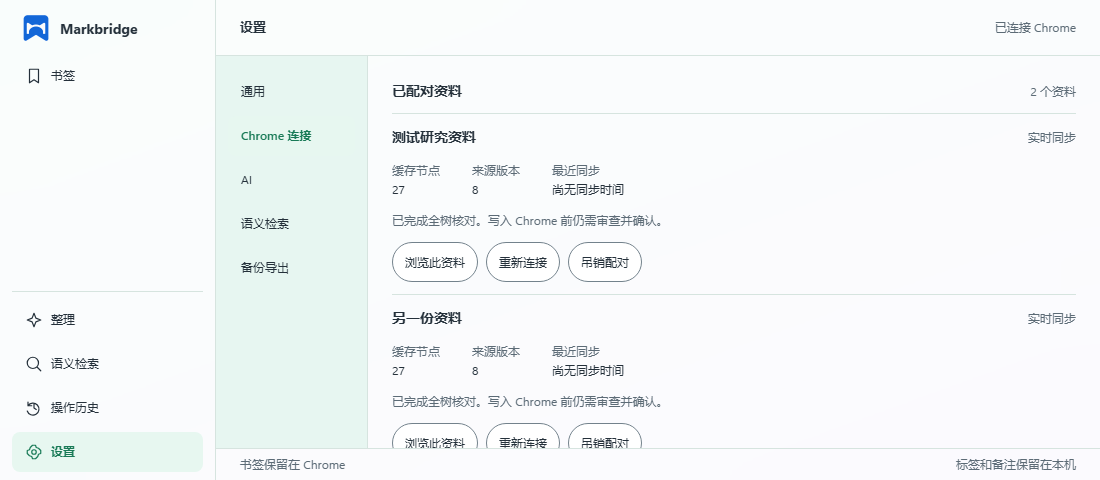 Markbridge
书签
整理
语义检索
操作历史
设置
设置
已连接 Chrome
通用
Chrome 连接
AI
语义检索
备份导出
已配对资料
2 个资料
测试研究资料
实时同步
缓存节点 来源版本 最近同步
27 8 尚无同步时间
已完成全树核对。写入 Chrome 前仍需审查并确认。
浏览此资料 重新连接 吊销配对
另一份资料
实时同步
缓存节点 来源版本 最近同步
27 8 尚无同步时间
已完成全树核对。写入 Chrome 前仍需审查并确认。
浏览此资料 重新连接 吊销配对
书签保留在 Chrome
标签和备注保留在本机